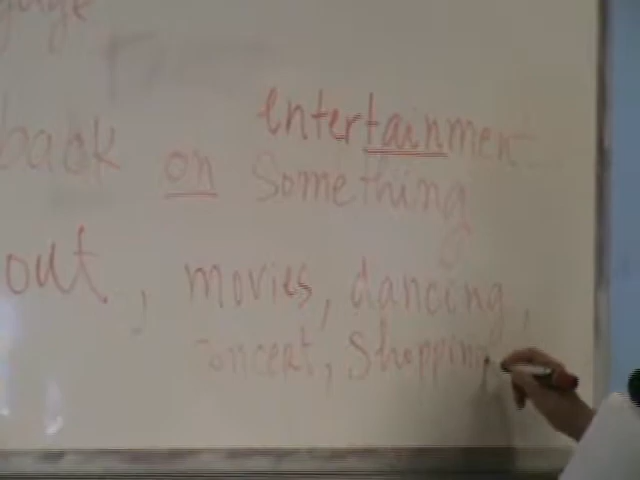 entertainment
back on something
out, movies, dancing,
concert, shopping